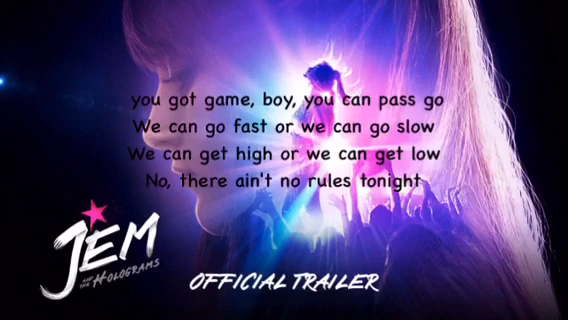 you got game, boy, you can pass go
We can go fast or we can go slow
We can get high or we can get low
No, there ain't no rules tonight
JEM
AND THE HOLOGRAMS
OFFICIAL TRAILER